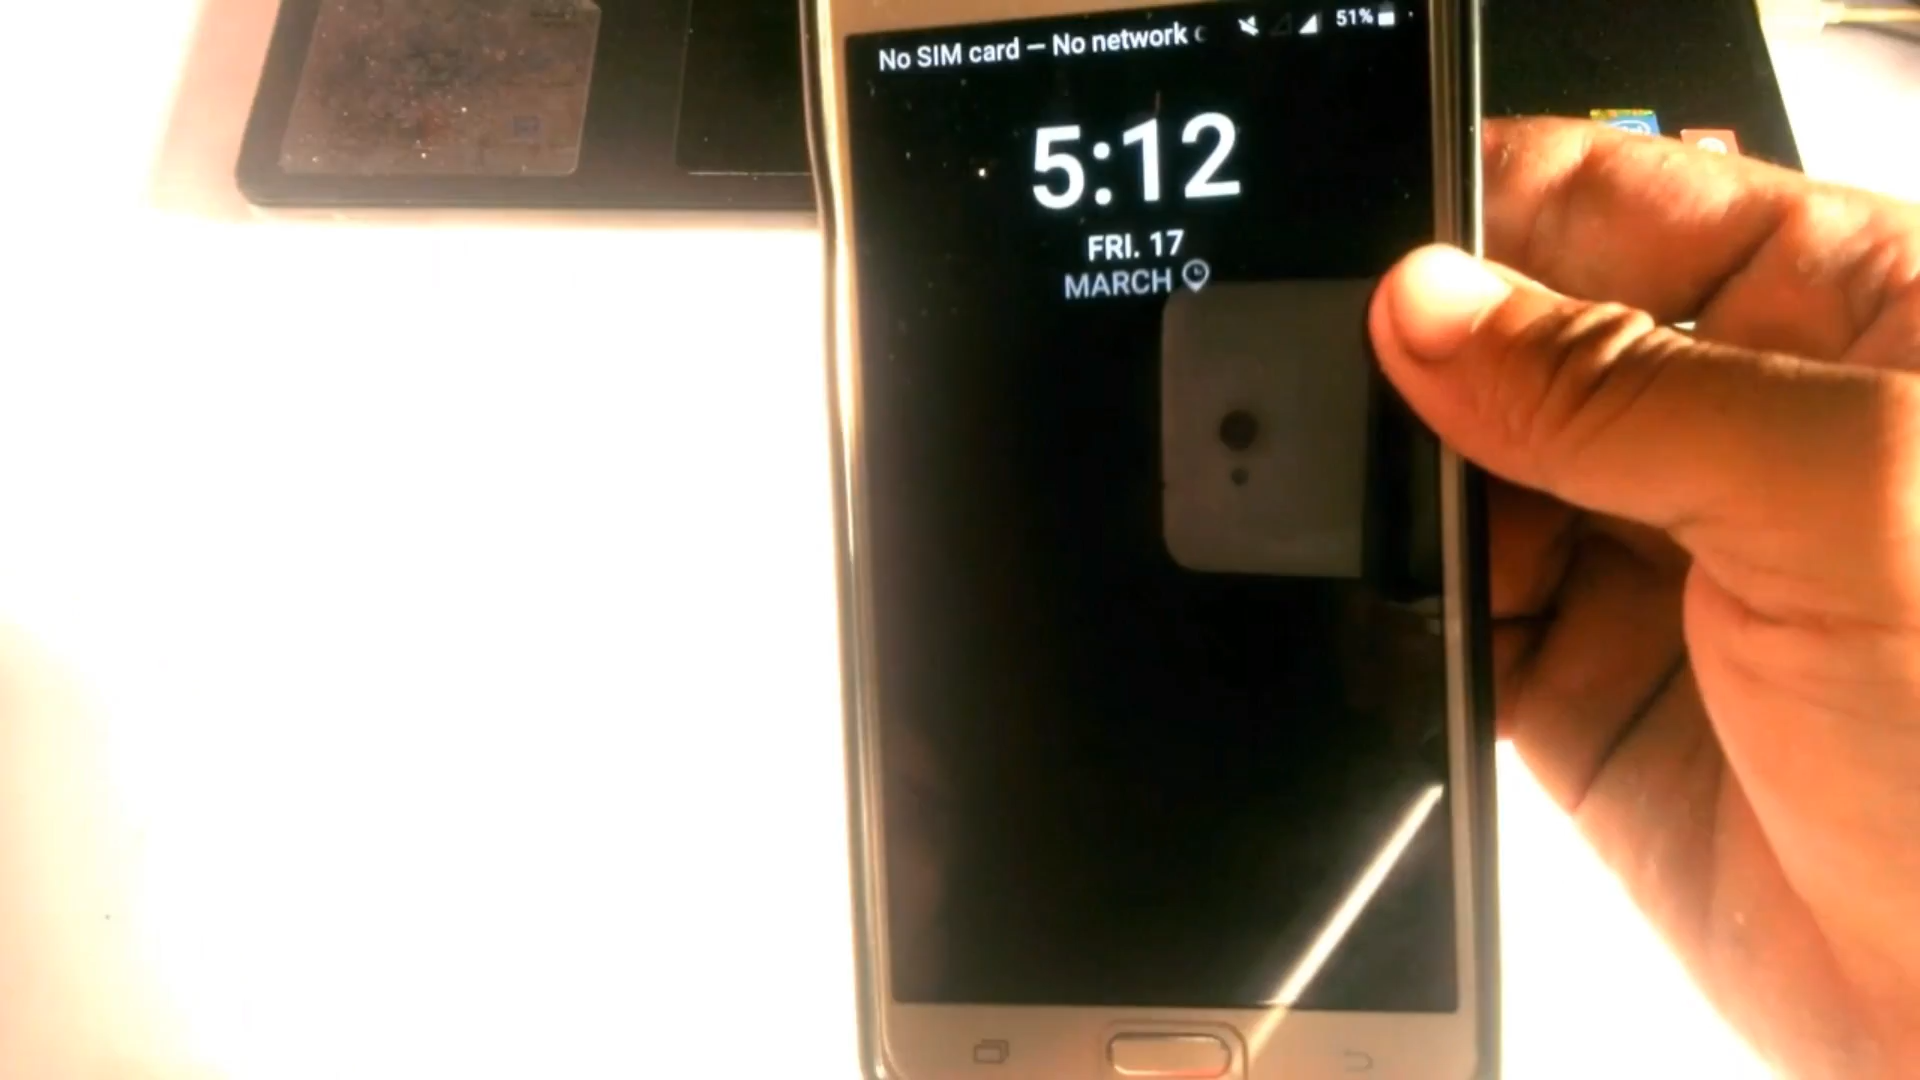 No SIM card — No network
51%
5:12
FRI. 17
MARCH